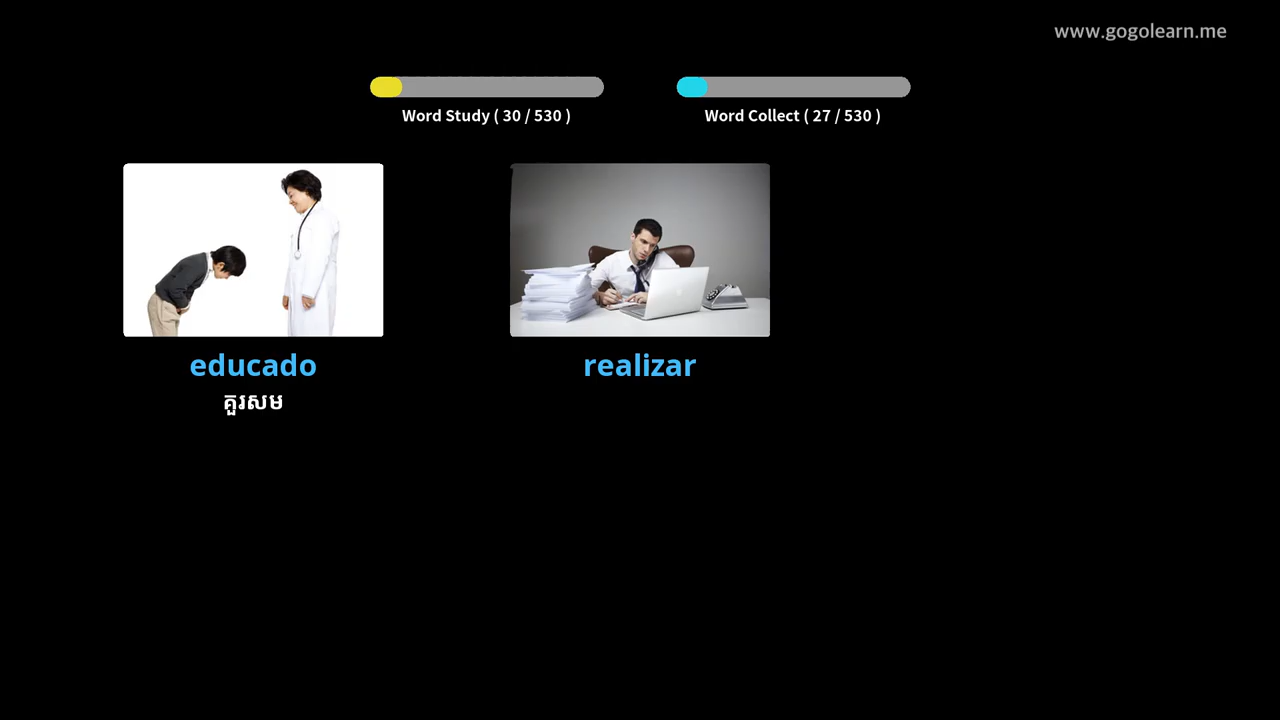 www.gogolearn.me
Word Study ( 30 / 530 )
Word Collect ( 27 / 530 )
educado
គួរសម
realizar